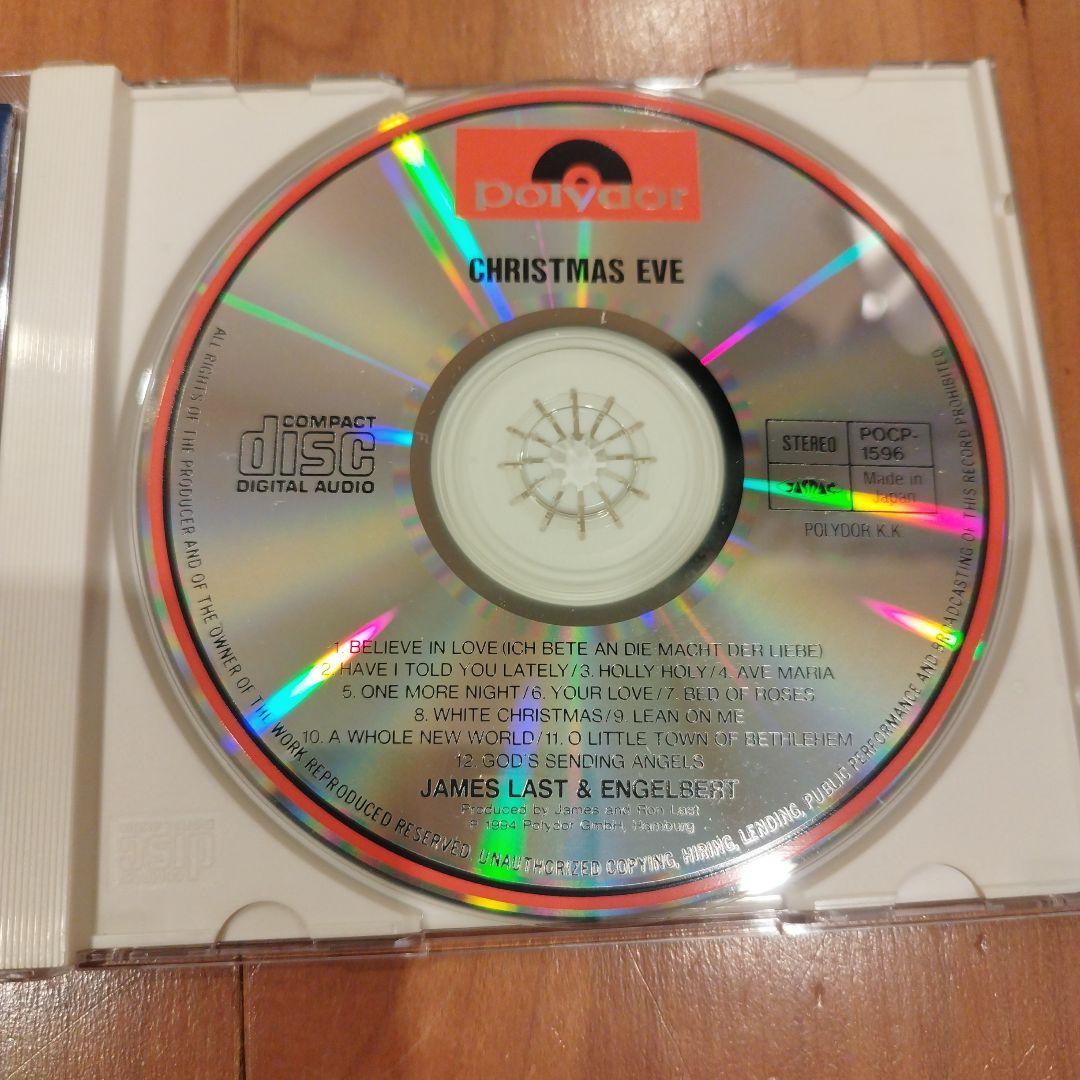 polydor
CHRISTMAS EVE
COMPACT
disc
DIGITAL AUDIO
STEREO
POCP-
1596
JASRAC
Made in
Japan
POLYDOR K.K.
1. BELIEVE IN LOVE (ICH BETE AN DIE MACHT DER LIEBE)
2. HAVE I TOLD YOU LATELY/3. HOLLY HOLY/4. AVE MARIA
5. ONE MORE NIGHT/6. YOUR LOVE/7. BED OF ROSES
8. WHITE CHRISTMAS/9. LEAN ON ME
10. A WHOLE NEW WORLD/11. O LITTLE TOWN OF BETHLEHEM
12. GOD'S SENDING ANGELS
JAMES LAST & ENGELBERT
Produced by James and Ron Last
℗ 1994 Polydor GmbH, Hamburg
ALL RIGHTS OF THE PRODUCER AND OF THE OWNER OF THE WORK REPRODUCED RESERVED. UNAUTHORIZED COPYING, HIRING, LENDING, PUBLIC PERFORMANCE AND BROADCASTING OF THIS RECORD PROHIBITED.